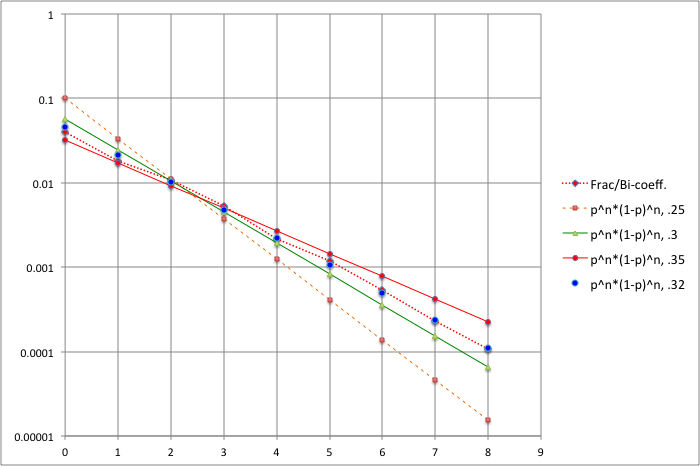 1
0.1
0.01
0.001
0.0001
0.00001
0 1 2 3 4 5 6 7 8 9
Frac/Bi-coeff.
p^n*(1-p)^n, .25
p^n*(1-p)^n, .3
p^n*(1-p)^n, .35
p^n*(1-p)^n, .32